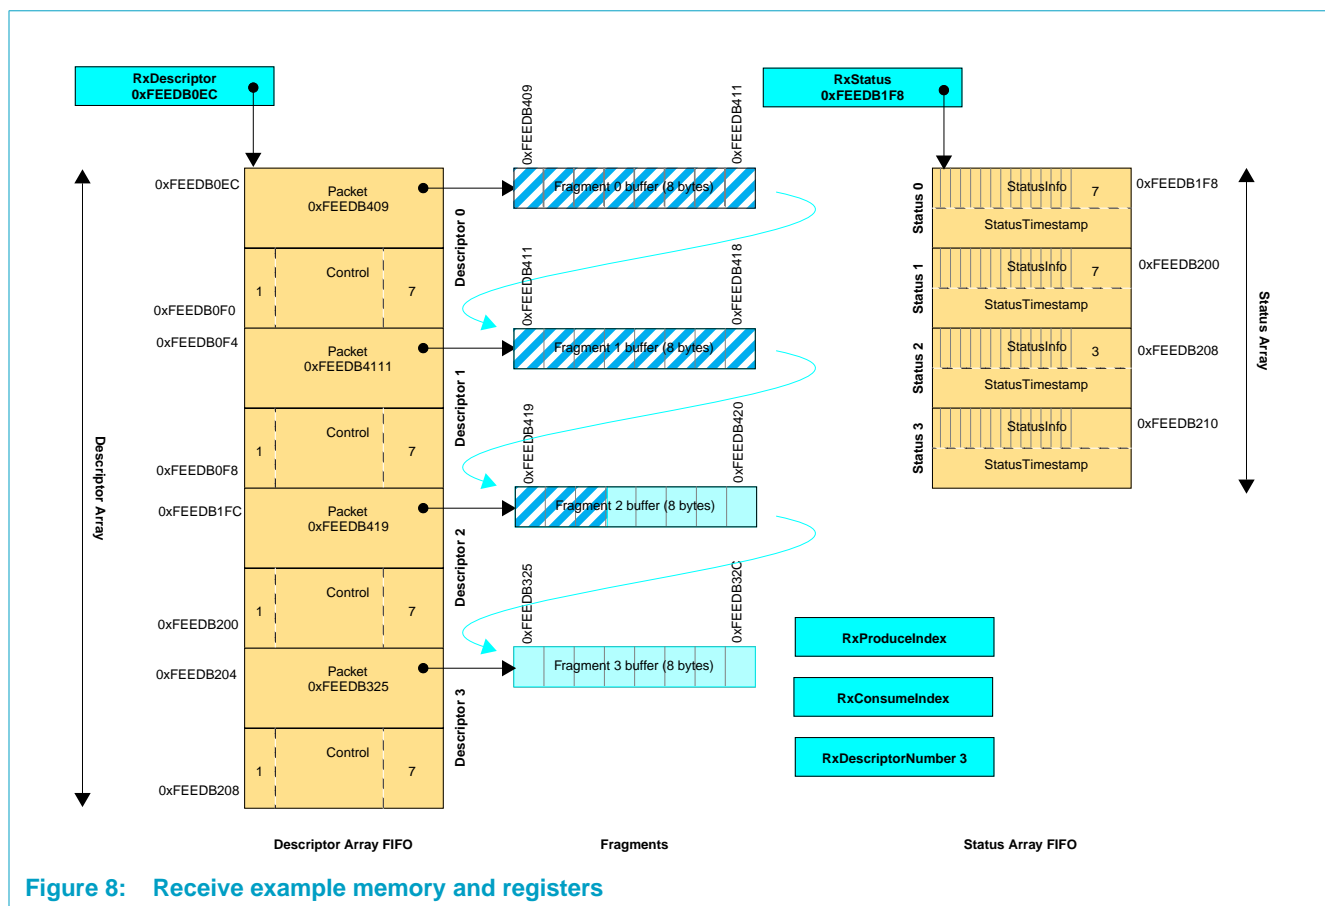 RxDescriptor
0xFEEDB0EC
RxStatus
0xFEEDB1F8
0xFEEDB409
0xFEEDB411
0xFEEDB0EC
Packet
0xFEEDB409
Fragment 0 buffer (8 bytes)
Descriptor 0
1
Control
7
0xFEEDB0F0
0xFEEDB411
0xFEEDB418
0xFEEDB0F4
Packet
0xFEEDB4111
Fragment 1 buffer (8 bytes)
Descriptor 1
1
Control
7
0xFEEDB0F8
0xFEEDB419
0xFEEDB420
0xFEEDB1FC
Packet
0xFEEDB419
Fragment 2 buffer (8 bytes)
Descriptor 2
1
Control
7
0xFEEDB200
0xFEEDB325
0xFEEDB32C
0xFEEDB204
Packet
0xFEEDB325
Fragment 3 buffer (8 bytes)
Descriptor 3
1
Control
7
0xFEEDB208
Descriptor Array
Status 0
StatusInfo
7
0xFEEDB1F8
StatusTimestamp
Status 1
StatusInfo
7
0xFEEDB200
StatusTimestamp
Status 2
StatusInfo
3
0xFEEDB208
StatusTimestamp
Status 3
StatusInfo
0xFEEDB210
StatusTimestamp
Status Array
RxProduceIndex
RxConsumeIndex
RxDescriptorNumber 3
Descriptor Array FIFO
Fragments
Status Array FIFO
Figure 8: Receive example memory and registers